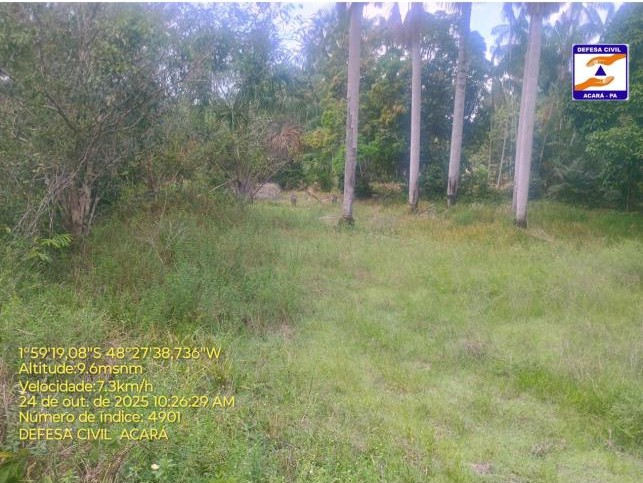 DEFESA CIVIL
ACARÁ - PA
1°59'19,08"S 48°27'38,736"W
Altitude:9.6msnm
Velocidade:7.3km/h
24 de out. de 2025 10:26:29 AM
Número de índice: 4901
DEFESA CIVIL ACARÁ